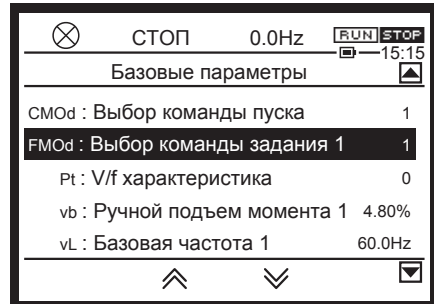 СТОП 0.0Hz RUN STOP
15:15
Базовые параметры
CMOd : Выбор команды пуска 1
FMOd : Выбор команды задания 1 1
Pt : V/f характеристика 0
vb : Ручной подъем момента 1 4.80%
vL : Базовая частота 1 60.0Hz